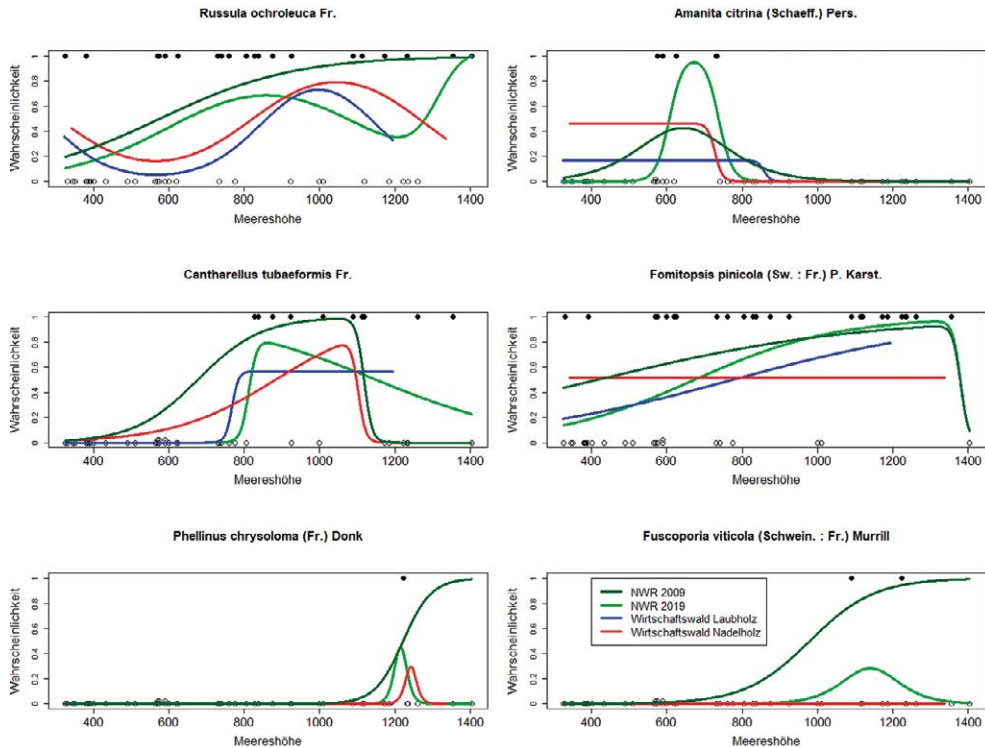 Russula ochroleuca Fr.
Wahrscheinlichkeit
1
0.8
0.6
0.4
0.2
0
400 600 800 1000 1200 1400
Meereshöhe
Amanita citrina (Schaeff.) Pers.
Wahrscheinlichkeit
1
0.8
0.6
0.4
0.2
0
400 600 800 1000 1200 1400
Meereshöhe
Cantharellus tubaeformis Fr.
Wahrscheinlichkeit
1
0.8
0.6
0.4
0.2
0
400 600 800 1000 1200 1400
Meereshöhe
Fomitopsis pinicola (Sw. : Fr.) P. Karst.
Wahrscheinlichkeit
1
0.8
0.6
0.4
0.2
0
400 600 800 1000 1200 1400
Meereshöhe
Phellinus chrysoloma (Fr.) Donk
Wahrscheinlichkeit
1
0.8
0.6
0.4
0.2
0
400 600 800 1000 1200 1400
Meereshöhe
Fuscoporia viticola (Schwein. : Fr.) Murrill
Wahrscheinlichkeit
1
0.8
0.6
0.4
0.2
0
NWR 2009
NWR 2019
Wirtschaftswald Laubholz
Wirtschaftswald Nadelholz
400 600 800 1000 1200 1400
Meereshöhe